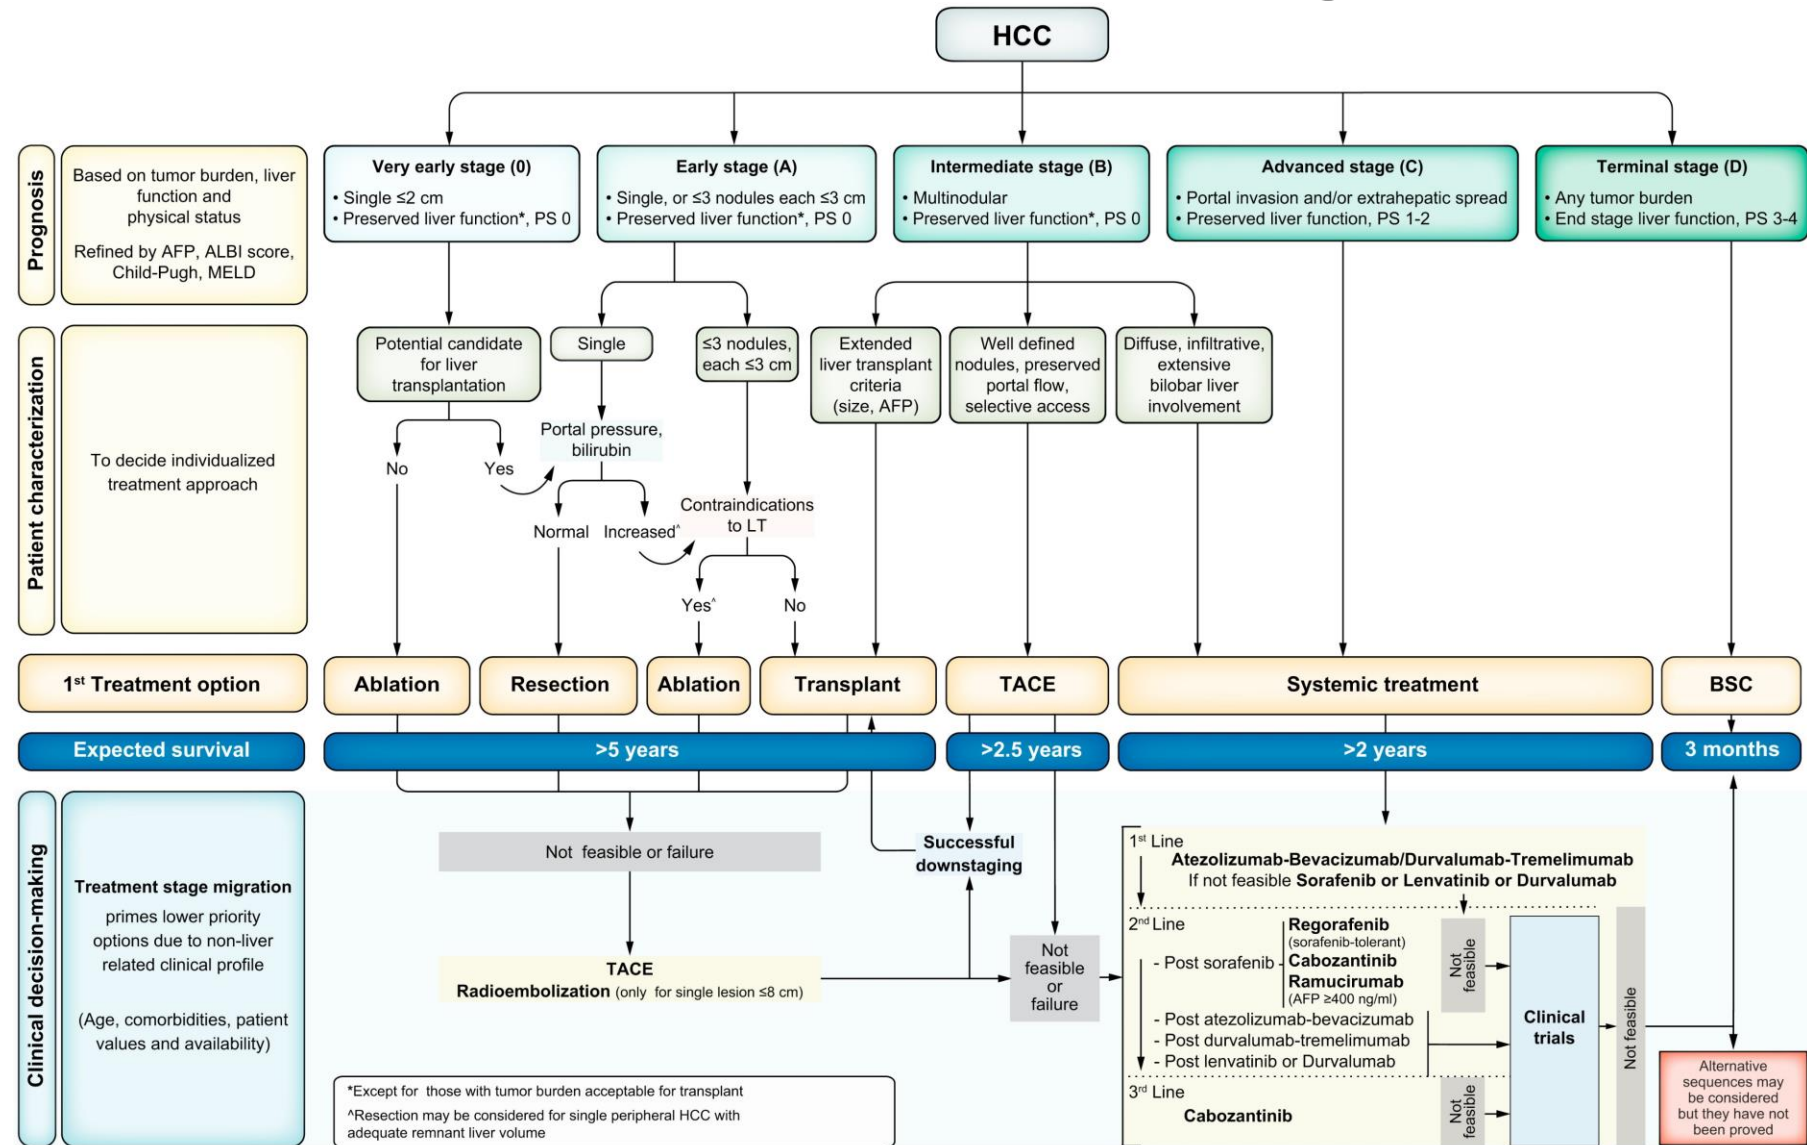 HCC
Prognosis
Based on tumor burden, liver
function and
physical status
Refined by AFP, ALBI score,
Child-Pugh, MELD
Very early stage (0)
• Single ≤2 cm
• Preserved liver function*, PS 0
Early stage (A)
• Single, or ≤3 nodules each ≤3 cm
• Preserved liver function*, PS 0
Intermediate stage (B)
• Multinodular
• Preserved liver function*, PS 0
Advanced stage (C)
• Portal invasion and/or extrahepatic spread
• Preserved liver function, PS 1-2
Terminal stage (D)
• Any tumor burden
• End stage liver function, PS 3-4
Patient characterization
To decide individualized
treatment approach
Potential candidate
for liver
transplantation
No
Yes
Single
Portal pressure,
bilirubin
Normal
Increased^
≤3 nodules,
each ≤3 cm
Contraindications
to LT
Yes^
No
Extended
liver transplant
criteria
(size, AFP)
Well defined
nodules, preserved
portal flow,
selective access
Diffuse, infiltrative,
extensive
bilobar liver
involvement
1st Treatment option
Ablation
Resection
Ablation
Transplant
TACE
Systemic treatment
BSC
Expected survival
>5 years
>2.5 years
>2 years
3 months
Clinical decision-making
Treatment stage migration
primes lower priority
options due to non-liver
related clinical profile
(Age, comorbidities, patient
values and availability)
Not feasible or failure
TACE
Radioembolization (only for single lesion ≤8 cm)
Successful
downstaging
Not
feasible
or
failure
1st Line
Atezolizumab-Bevacizumab/Durvalumab-Tremelimumab
If not feasible Sorafenib or Lenvatinib or Durvalumab
2nd Line
- Post sorafenib
Regorafenib
(sorafenib-tolerant)
Cabozantinib
Ramucirumab
(AFP ≥400 ng/ml)
- Post atezolizumab-bevacizumab
- Post durvalumab-tremelimumab
- Post lenvatinib or Durvalumab
Not
feasible
Clinical
trials
Not feasible
3rd Line
Cabozantinib
Not
feasible
Alternative
sequences may
be considered
but they have not
been proved
*Except for those with tumor burden acceptable for transplant
^Resection may be considered for single peripheral HCC with
adequate remnant liver volume